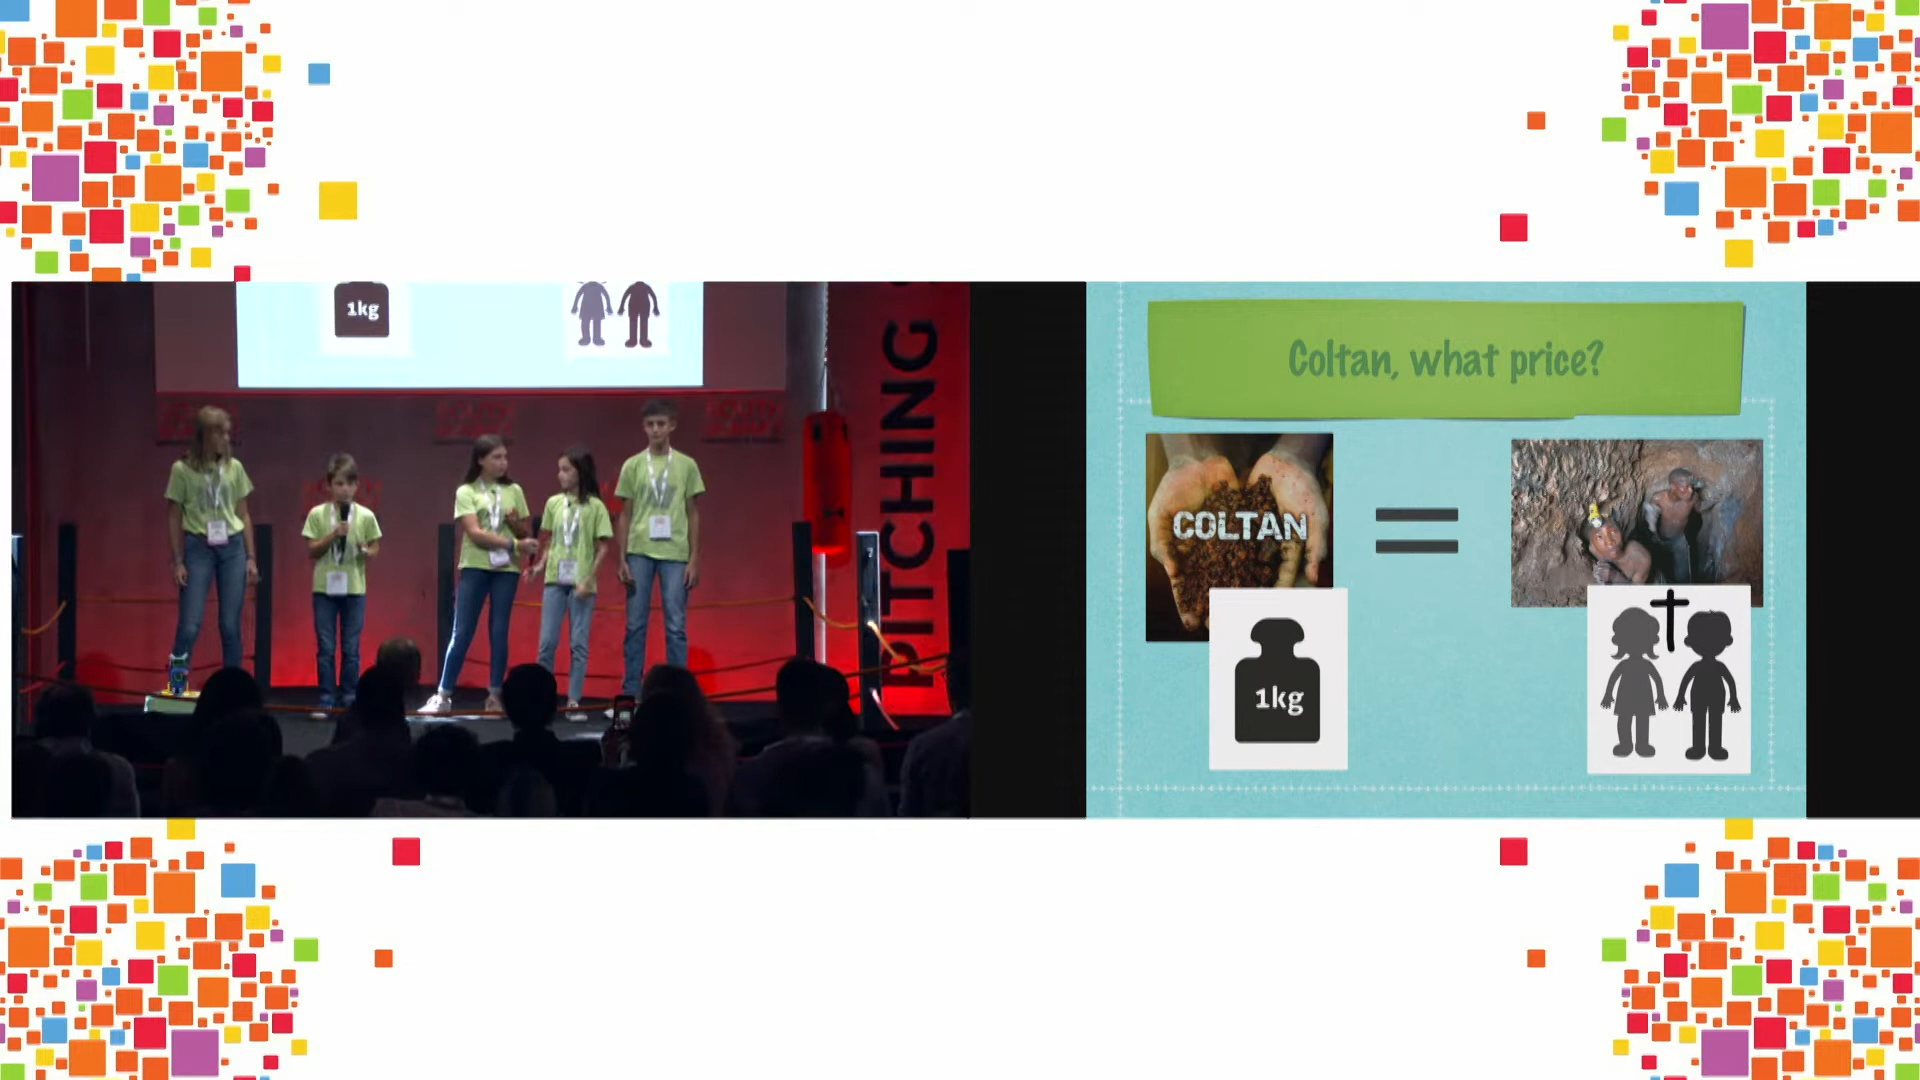 1kg
PITCHING
Coltan, what price?
COLTAN
1kg